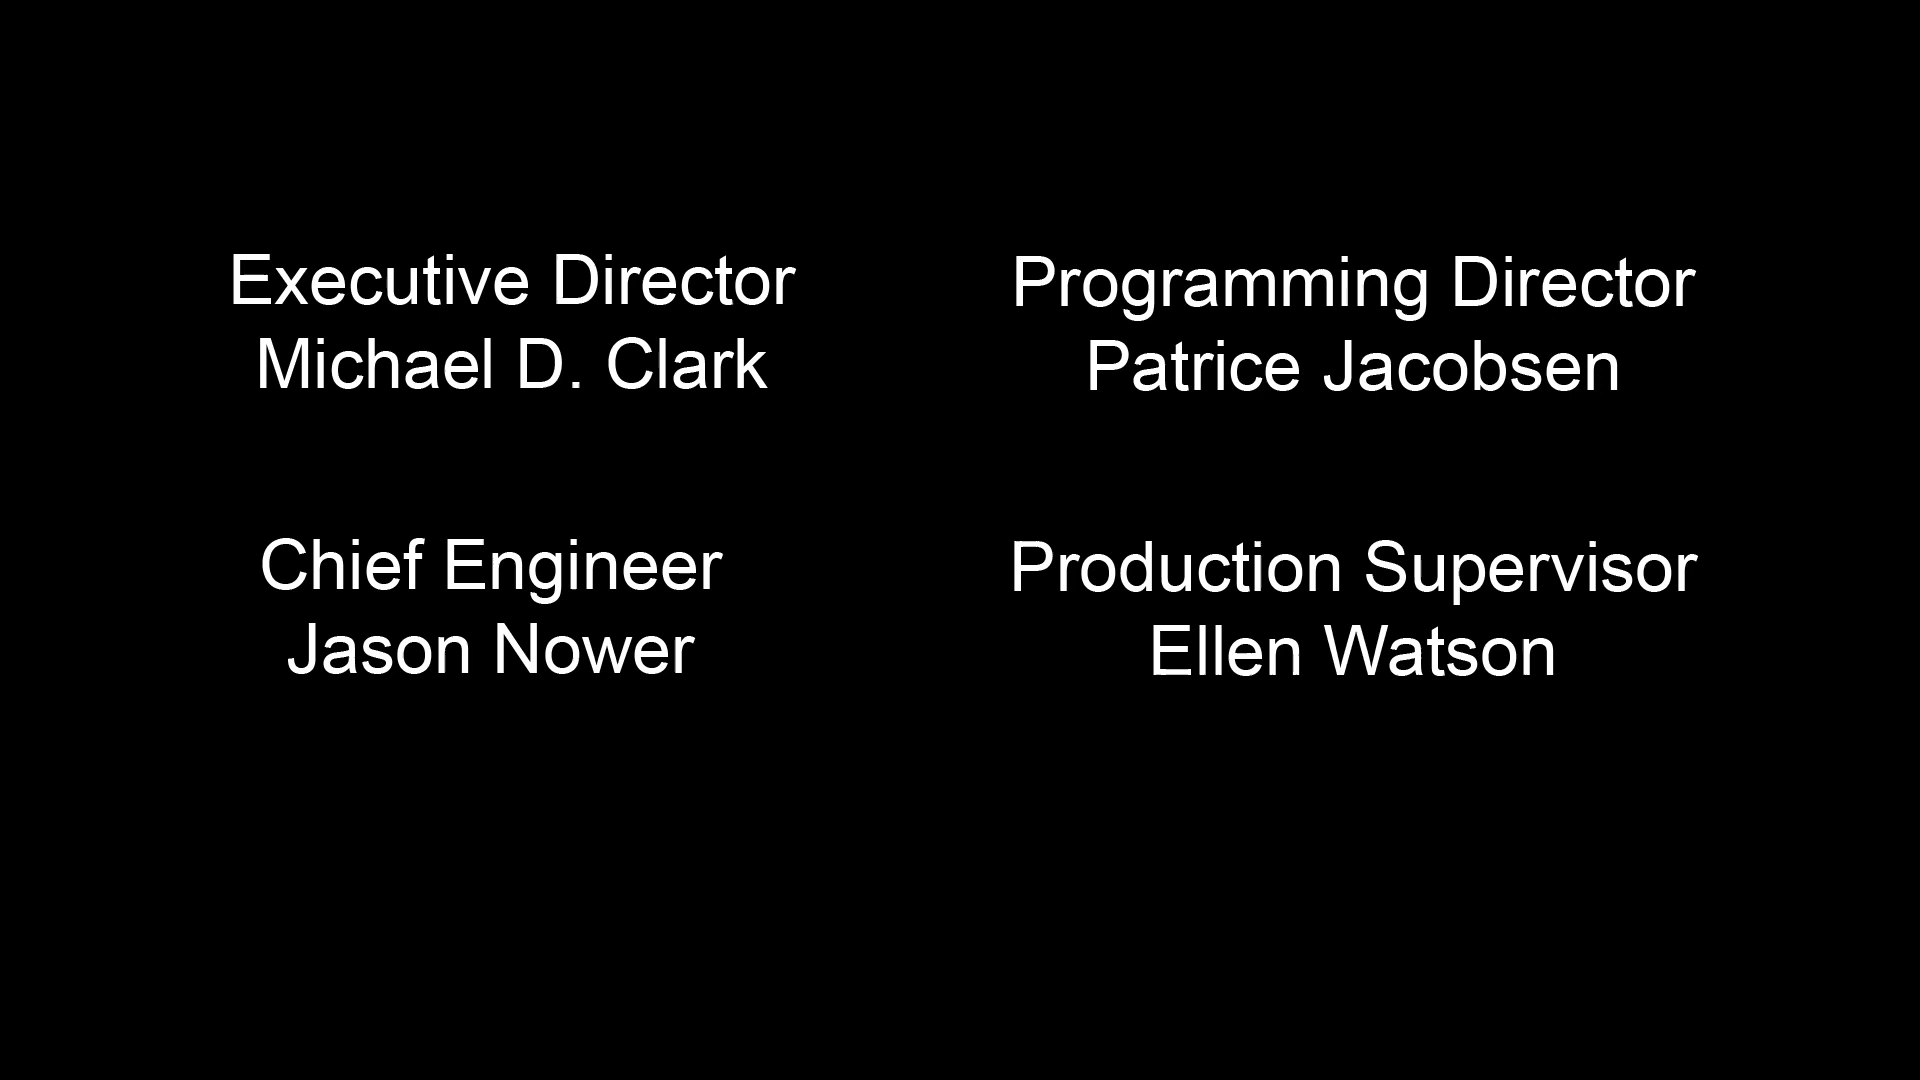 Executive Director
Michael D. Clark
Programming Director
Patrice Jacobsen
Chief Engineer
Jason Nower
Production Supervisor
Ellen Watson